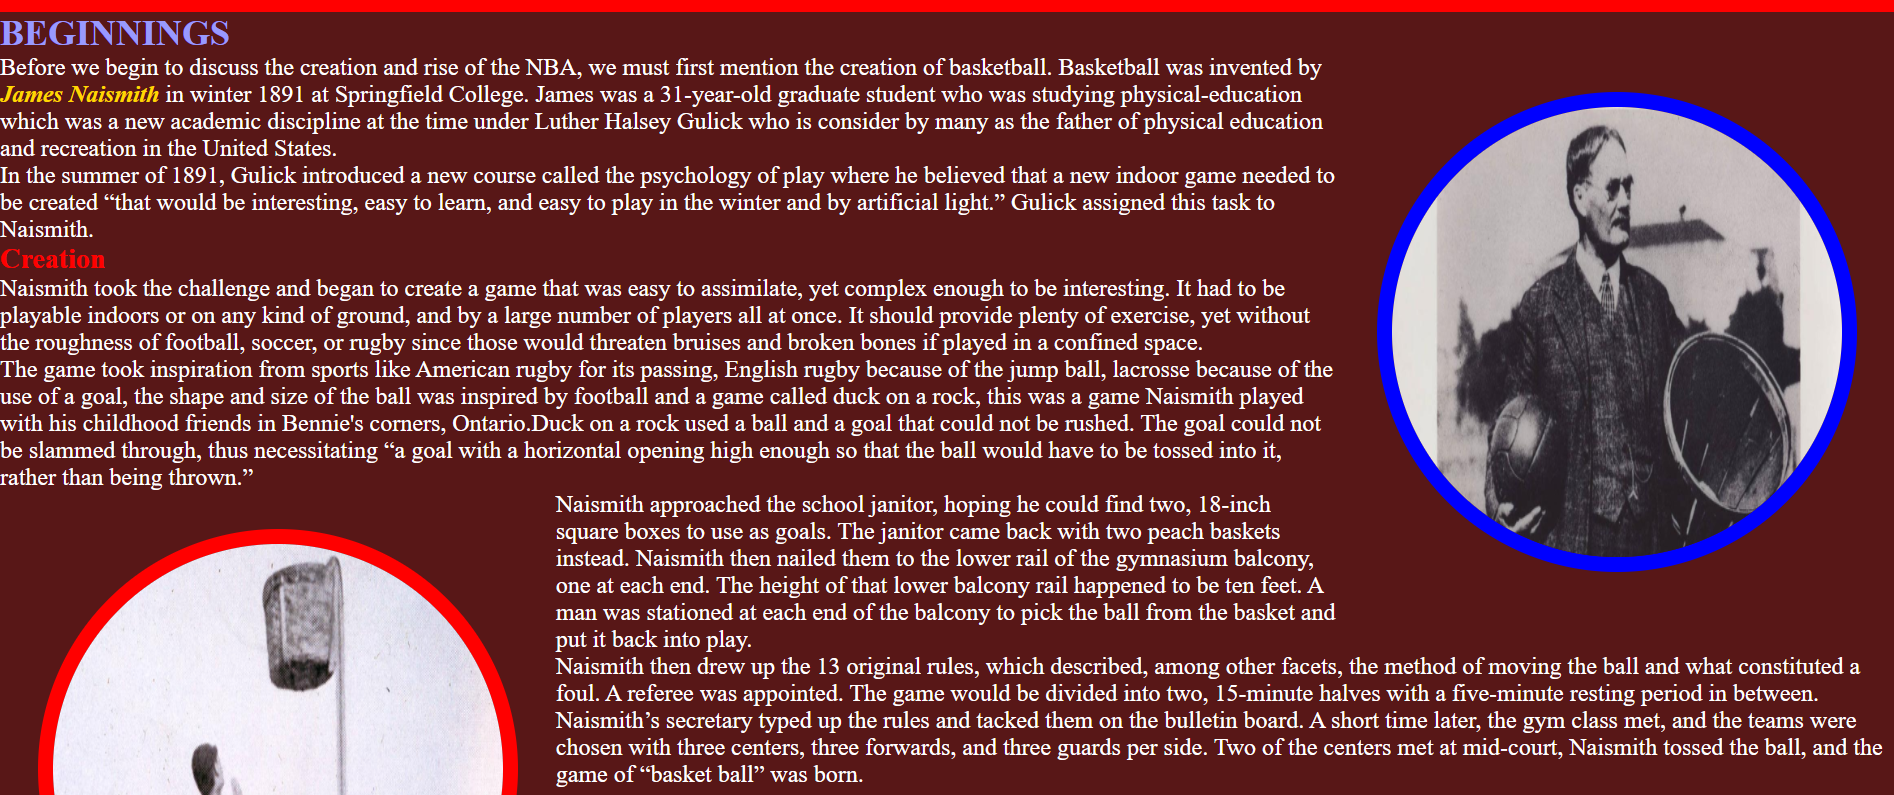 BEGINNINGS
Before we begin to discuss the creation and rise of the NBA, we must first mention the creation of basketball. Basketball was invented by
James Naismith in winter 1891 at Springfield College. James was a 31-year-old graduate student who was studying physical-education
which was a new academic discipline at the time under Luther Halsey Gulick who is consider by many as the father of physical education
and recreation in the United States.
In the summer of 1891, Gulick introduced a new course called the psychology of play where he believed that a new indoor game needed to
be created “that would be interesting, easy to learn, and easy to play in the winter and by artificial light.” Gulick assigned this task to
Naismith.
Creation
Naismith took the challenge and began to create a game that was easy to assimilate, yet complex enough to be interesting. It had to be
playable indoors or on any kind of ground, and by a large number of players all at once. It should provide plenty of exercise, yet without
the roughness of football, soccer, or rugby since those would threaten bruises and broken bones if played in a confined space.
The game took inspiration from sports like American rugby for its passing, English rugby because of the jump ball, lacrosse because of the
use of a goal, the shape and size of the ball was inspired by football and a game called duck on a rock, this was a game Naismith played
with his childhood friends in Bennie's corners, Ontario.Duck on a rock used a ball and a goal that could not be rushed. The goal could not
be slammed through, thus necessitating “a goal with a horizontal opening high enough so that the ball would have to be tossed into it,
rather than being thrown.”
Naismith approached the school janitor, hoping he could find two, 18-inch
square boxes to use as goals. The janitor came back with two peach baskets
instead. Naismith then nailed them to the lower rail of the gymnasium balcony,
one at each end. The height of that lower balcony rail happened to be ten feet. A
man was stationed at each end of the balcony to pick the ball from the basket and
put it back into play.
Naismith then drew up the 13 original rules, which described, among other facets, the method of moving the ball and what constituted a
foul. A referee was appointed. The game would be divided into two, 15-minute halves with a five-minute resting period in between.
Naismith’s secretary typed up the rules and tacked them on the bulletin board. A short time later, the gym class met, and the teams were
chosen with three centers, three forwards, and three guards per side. Two of the centers met at mid-court, Naismith tossed the ball, and the
game of “basket ball” was born.